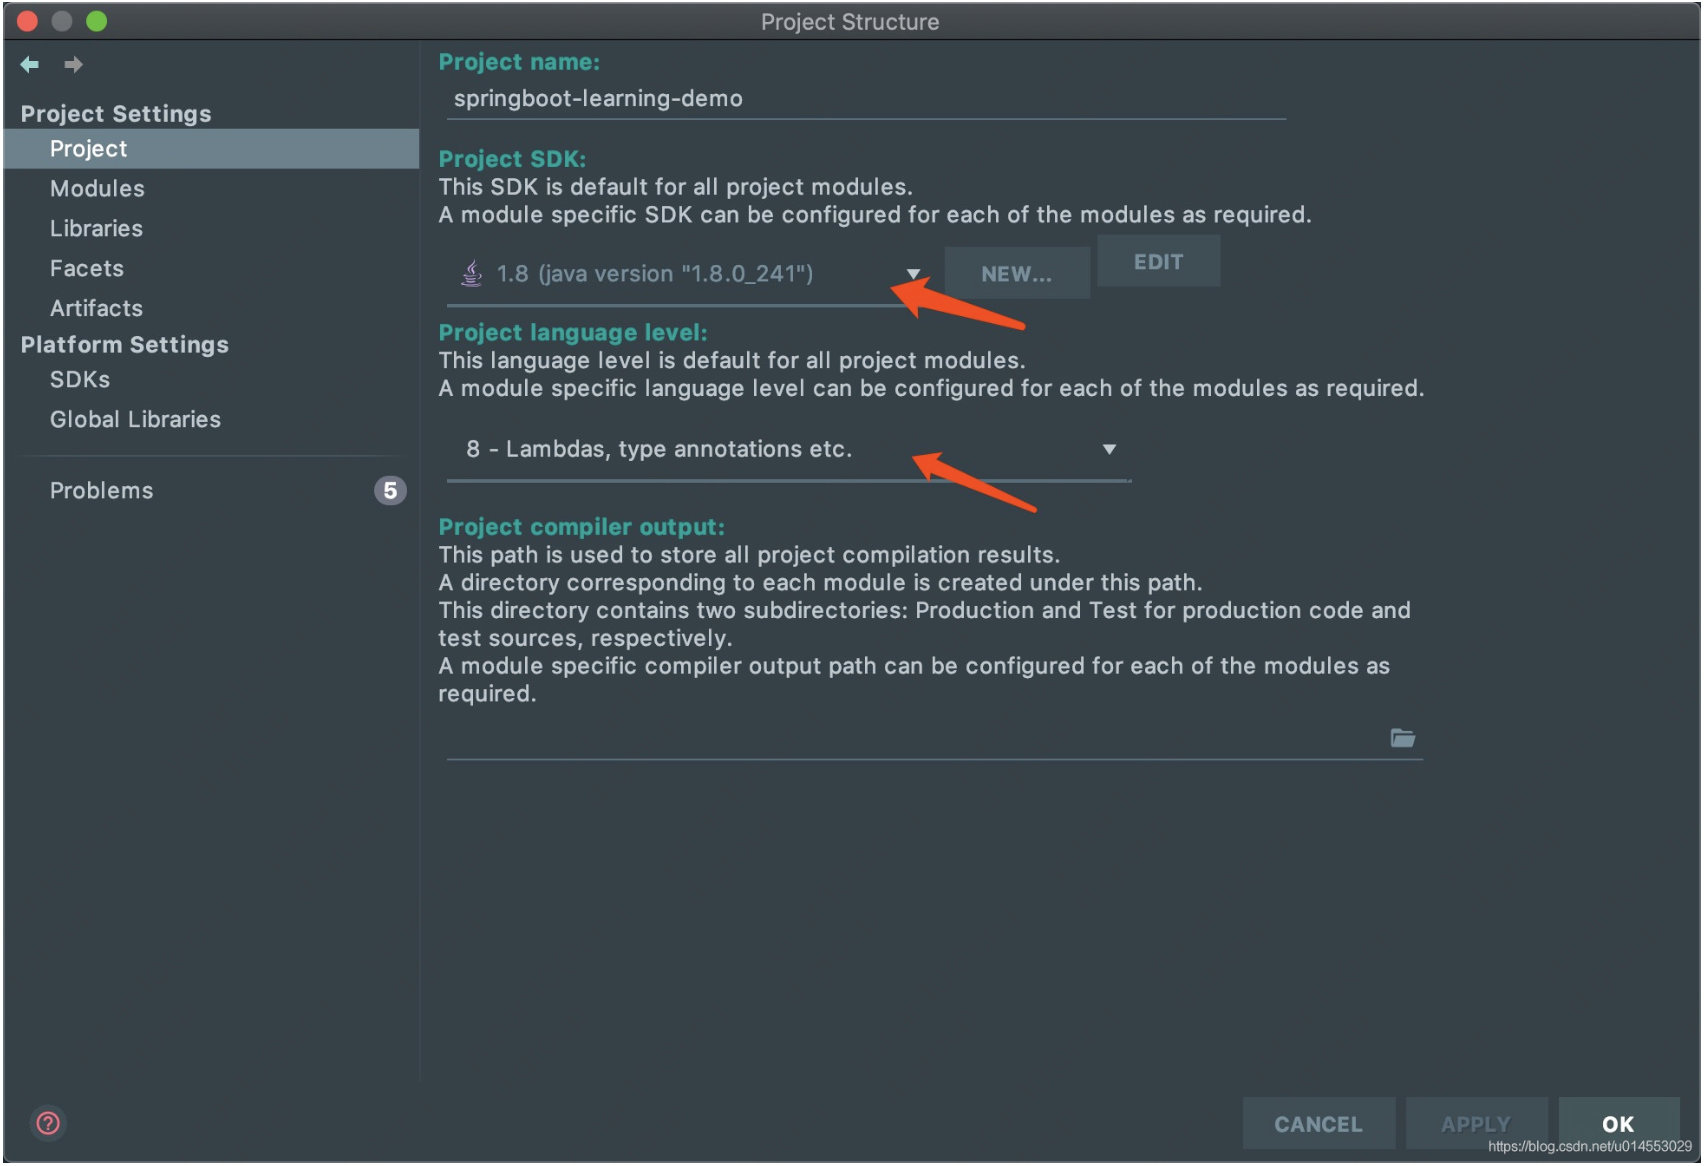 Project Structure
Project Settings
Project
Modules
Libraries
Facets
Artifacts
Platform Settings
SDKs
Global Libraries
Problems
5
Project name:
springboot-learning-demo
Project SDK:
This SDK is default for all project modules.
A module specific SDK can be configured for each of the modules as required.
1.8 (java version "1.8.0_241")
NEW...
EDIT
Project language level:
This language level is default for all project modules.
A module specific language level can be configured for each of the modules as required.
8 - Lambdas, type annotations etc.
Project compiler output:
This path is used to store all project compilation results.
A directory corresponding to each module is created under this path.
This directory contains two subdirectories: Production and Test for production code and
test sources, respectively.
A module specific compiler output path can be configured for each of the modules as
required.
?
CANCEL
APPLY
OK
https://blog.csdn.net/u014553029